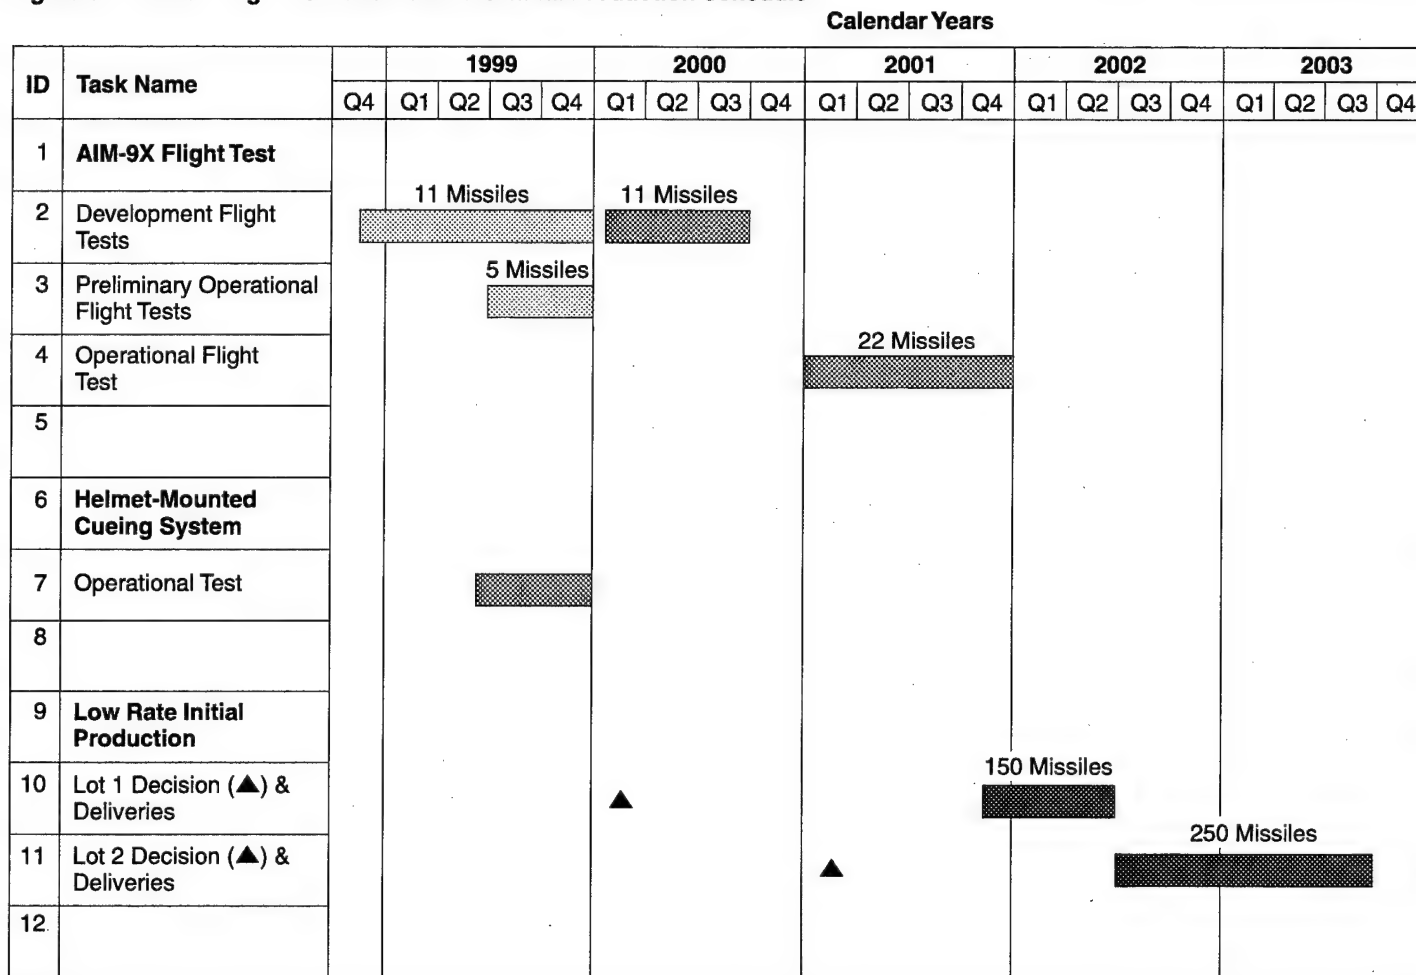 Calendar Years
ID Task Name 1999 2000 2001 2002 2003
Q4 Q1 Q2 Q3 Q4 Q1 Q2 Q3 Q4 Q1 Q2 Q3 Q4 Q1 Q2 Q3 Q4 Q1 Q2 Q3 Q4
1 AIM-9X Flight Test
11 Missiles 11 Missiles
2 Development Flight
Tests
5 Missiles
3 Preliminary Operational
Flight Tests
22 Missiles
4 Operational Flight
Test
5
6 Helmet-Mounted
Cueing System
7 Operational Test
8
9 Low Rate Initial
Production
150 Missiles
10 Lot 1 Decision (▲) &
Deliveries
250 Missiles
11 Lot 2 Decision (▲) &
Deliveries
12